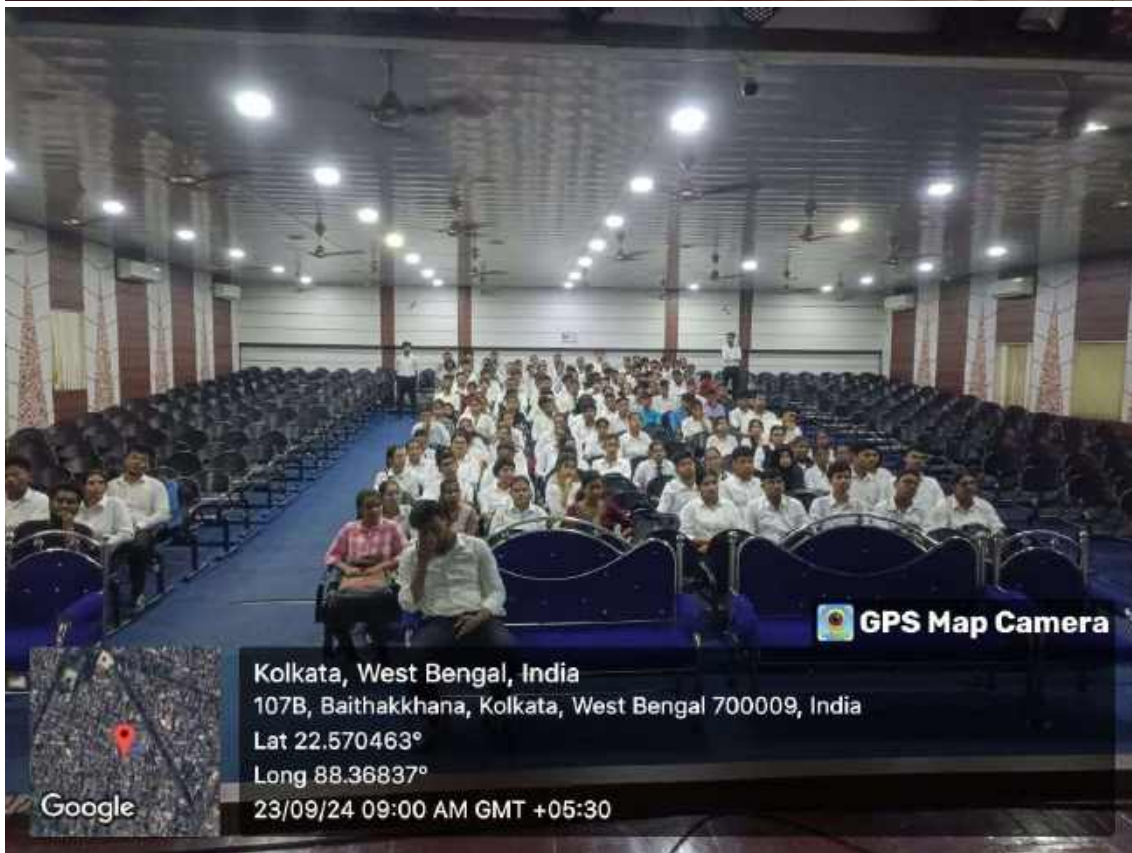 GPS Map Camera
Kolkata, West Bengal, India
107B, Baithakkhana, Kolkata, West Bengal 700009, India
Lat 22.570463°
Long 88.36837°
23/09/24 09:00 AM GMT +05:30
Google